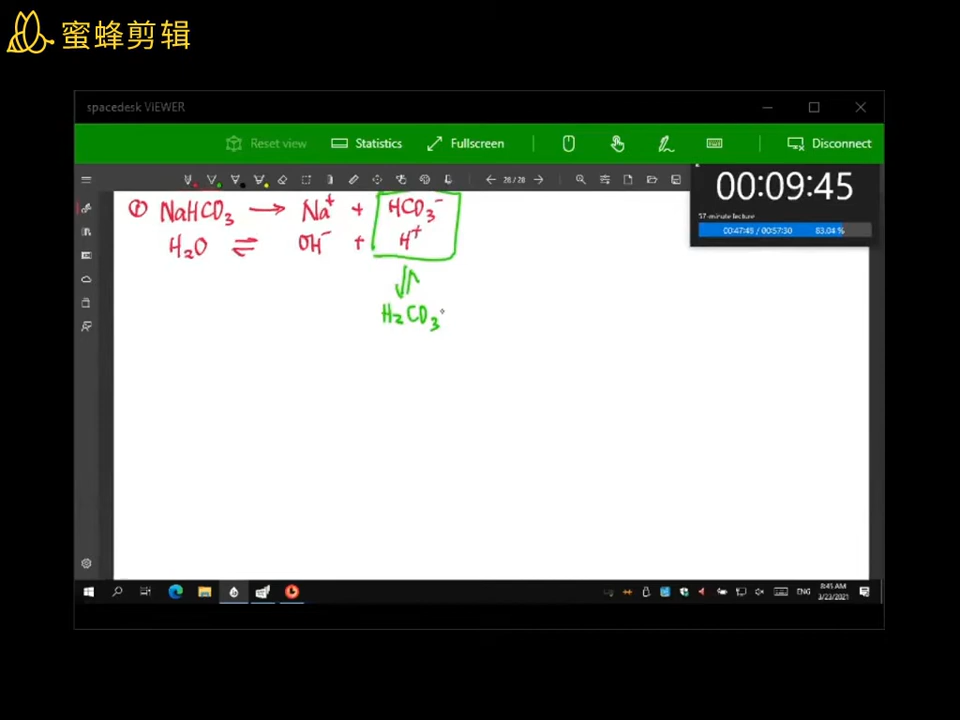 蜜蜂剪辑
spacedesk VIEWER
Reset view Statistics Fullscreen Disconnect
28/28
00:09:45
57-minute lecture
00:47:49 / 00:57:30 83.04 %
① NaHCO₃ → Na⁺ + HCO₃⁻
H₂O ⇌ OH⁻ + H⁺
⇌
H₂CO₃
ENG
8:45 AM
3/23/2021